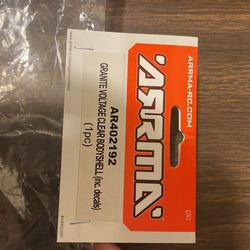 ARRMA-RC.COM
ARRMA
AR402192
GRANITE VOLTAGE CLEAR BODYSHELL (inc. decals)
(1pc)